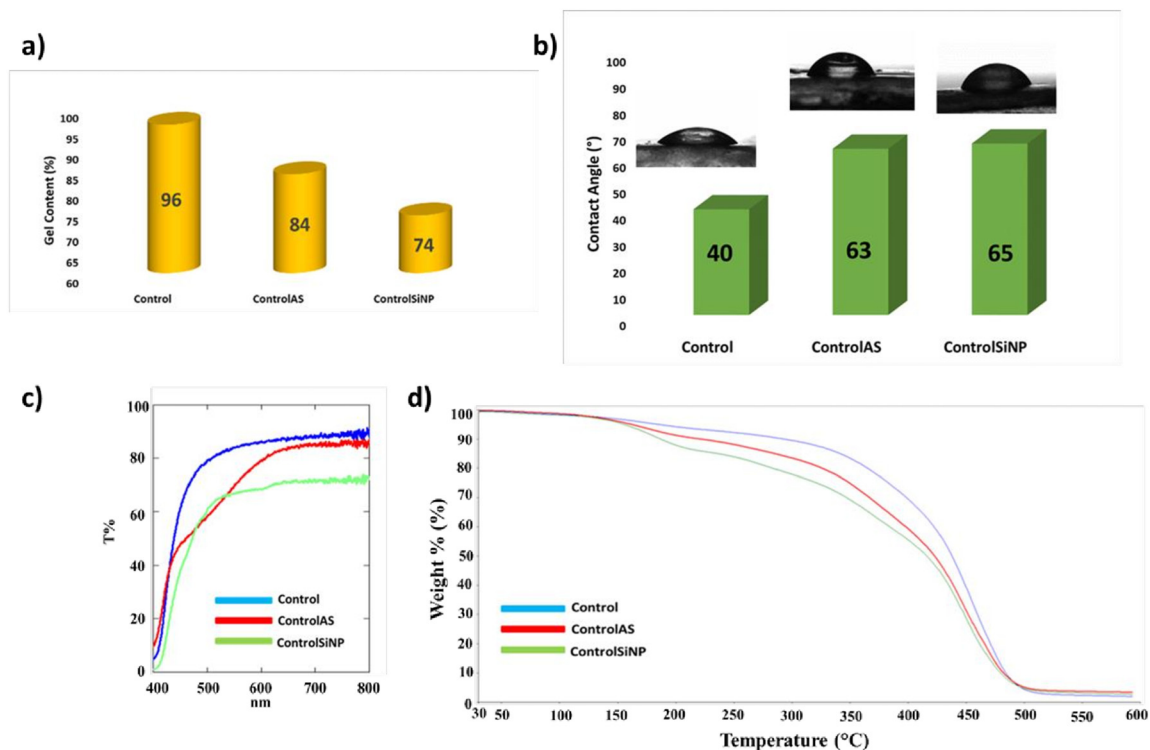 a)
Gel Content (%)
100
95
90
85
80
75
70
65
60
96
84
74
Control
ControlAS
ControlSiNP
b)
Contact Angle (°)
100
90
80
70
60
50
40
30
20
10
0
40
63
65
Control
ControlAS
ControlSiNP
c)
T%
100
80
60
40
20
0
Control
ControlAS
ControlSiNP
400 500 600 700 800
nm
d)
Weight % (%)
100
90
80
70
60
50
40
30
20
10
0
Control
ControlAS
ControlSiNP
30 50 100 150 200 250 300 350 400 450 500 550 600
Temperature (°C)